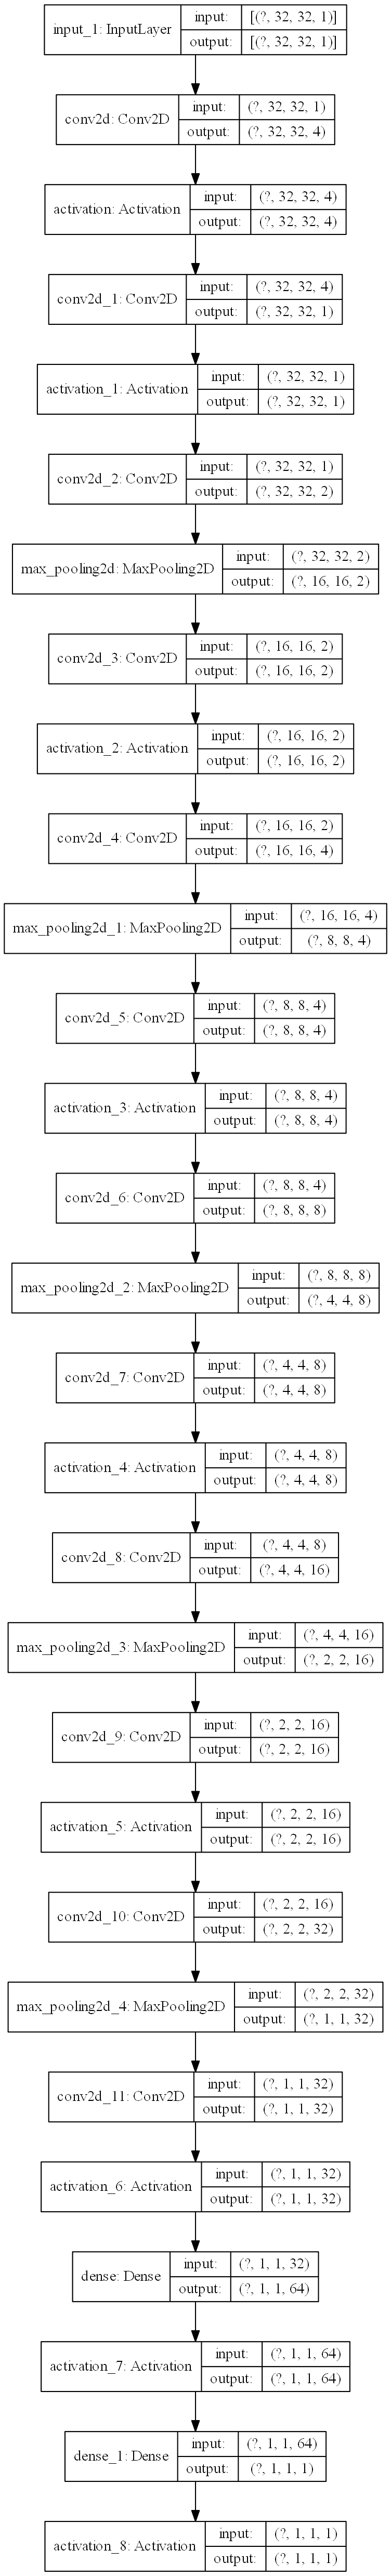 input_1: InputLayer
input: [(?, 32, 32, 1)]
output: [(?, 32, 32, 1)]
conv2d: Conv2D
input: (?, 32, 32, 1)
output: (?, 32, 32, 4)
activation: Activation
input: (?, 32, 32, 4)
output: (?, 32, 32, 4)
conv2d_1: Conv2D
input: (?, 32, 32, 4)
output: (?, 32, 32, 1)
activation_1: Activation
input: (?, 32, 32, 1)
output: (?, 32, 32, 1)
conv2d_2: Conv2D
input: (?, 32, 32, 1)
output: (?, 32, 32, 2)
max_pooling2d: MaxPooling2D
input: (?, 32, 32, 2)
output: (?, 16, 16, 2)
conv2d_3: Conv2D
input: (?, 16, 16, 2)
output: (?, 16, 16, 2)
activation_2: Activation
input: (?, 16, 16, 2)
output: (?, 16, 16, 2)
conv2d_4: Conv2D
input: (?, 16, 16, 2)
output: (?, 16, 16, 4)
max_pooling2d_1: MaxPooling2D
input: (?, 16, 16, 4)
output: (?, 8, 8, 4)
conv2d_5: Conv2D
input: (?, 8, 8, 4)
output: (?, 8, 8, 4)
activation_3: Activation
input: (?, 8, 8, 4)
output: (?, 8, 8, 4)
conv2d_6: Conv2D
input: (?, 8, 8, 4)
output: (?, 8, 8, 8)
max_pooling2d_2: MaxPooling2D
input: (?, 8, 8, 8)
output: (?, 4, 4, 8)
conv2d_7: Conv2D
input: (?, 4, 4, 8)
output: (?, 4, 4, 8)
activation_4: Activation
input: (?, 4, 4, 8)
output: (?, 4, 4, 8)
conv2d_8: Conv2D
input: (?, 4, 4, 8)
output: (?, 4, 4, 16)
max_pooling2d_3: MaxPooling2D
input: (?, 4, 4, 16)
output: (?, 2, 2, 16)
conv2d_9: Conv2D
input: (?, 2, 2, 16)
output: (?, 2, 2, 16)
activation_5: Activation
input: (?, 2, 2, 16)
output: (?, 2, 2, 16)
conv2d_10: Conv2D
input: (?, 2, 2, 16)
output: (?, 2, 2, 32)
max_pooling2d_4: MaxPooling2D
input: (?, 2, 2, 32)
output: (?, 1, 1, 32)
conv2d_11: Conv2D
input: (?, 1, 1, 32)
output: (?, 1, 1, 32)
activation_6: Activation
input: (?, 1, 1, 32)
output: (?, 1, 1, 32)
dense: Dense
input: (?, 1, 1, 32)
output: (?, 1, 1, 64)
activation_7: Activation
input: (?, 1, 1, 64)
output: (?, 1, 1, 64)
dense_1: Dense
input: (?, 1, 1, 64)
output: (?, 1, 1, 1)
activation_8: Activation
input: (?, 1, 1, 1)
output: (?, 1, 1, 1)